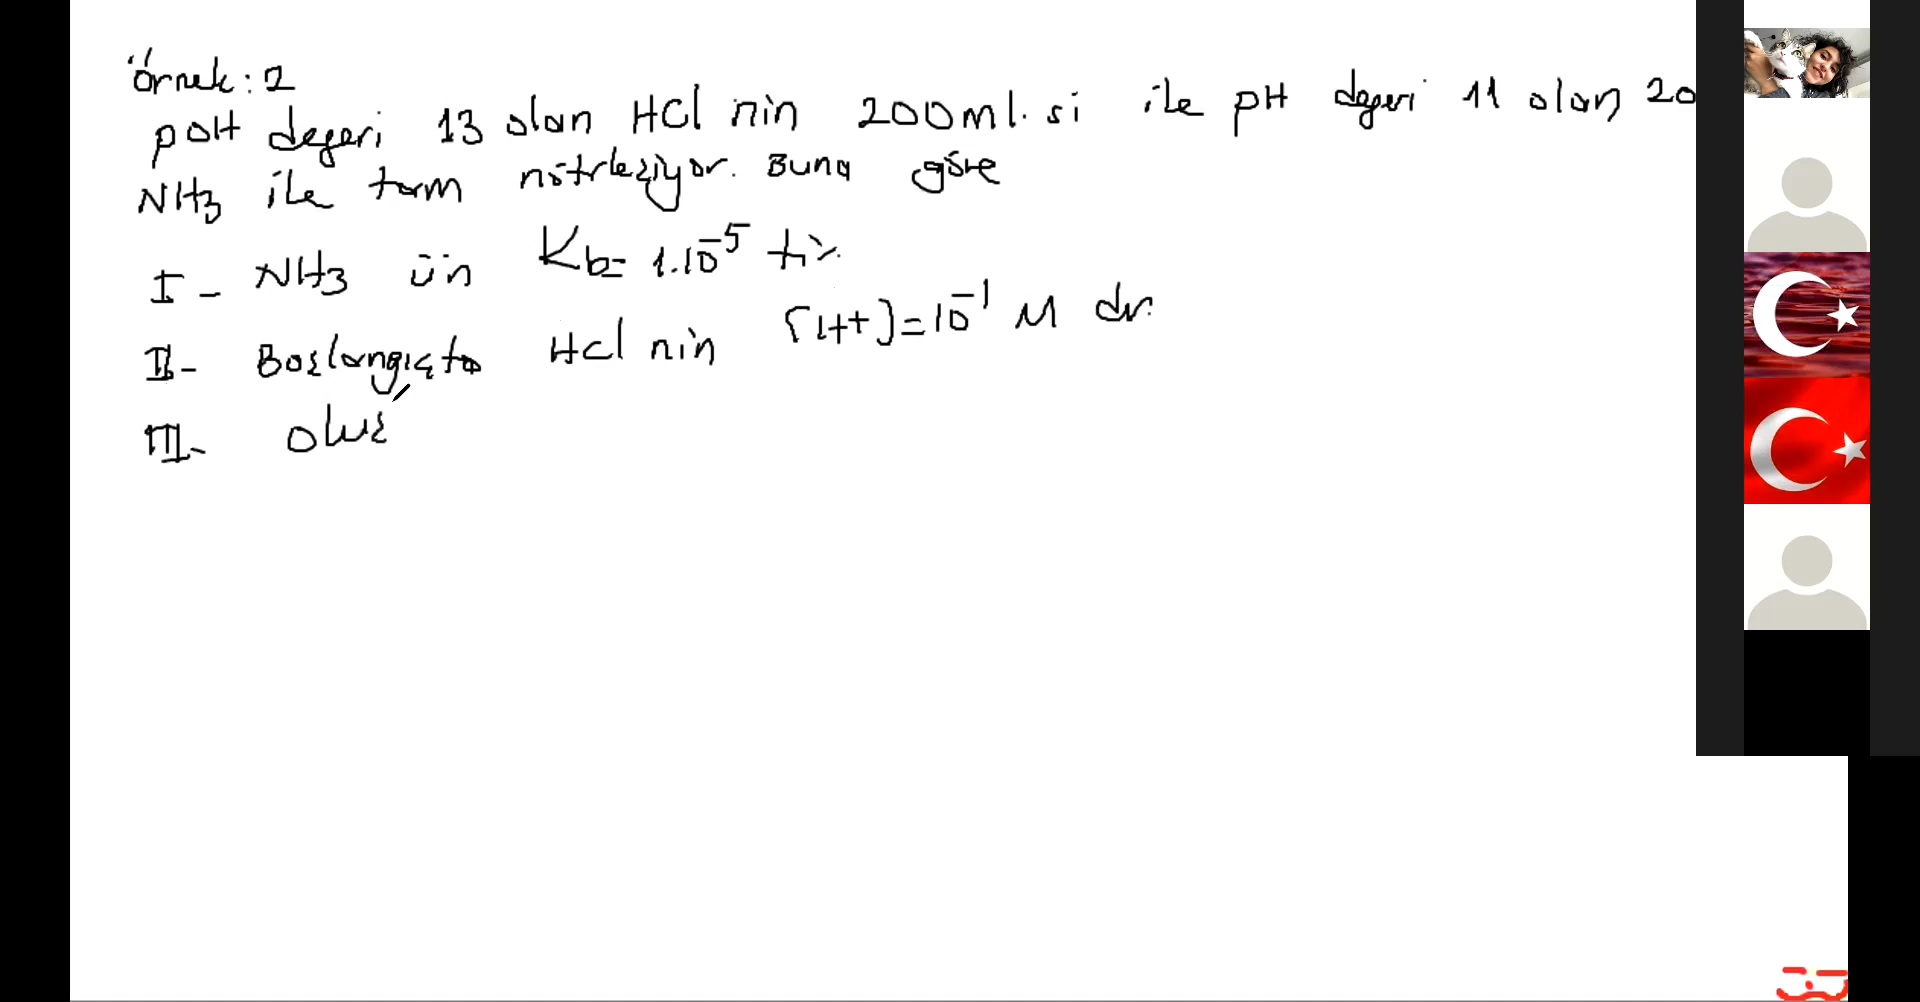 Örnek: 2
pOH değeri 13 olan HCl nin 200ml. si ile pH değeri 11 olan 20
NH3 ile tam nötrleşiyor. Buna göre
I- NH3 ün Kb= 1.10⁻⁵ tir.
II- Başlangıçta HCl nin [H+]=10⁻¹ M dır.
III- oluş